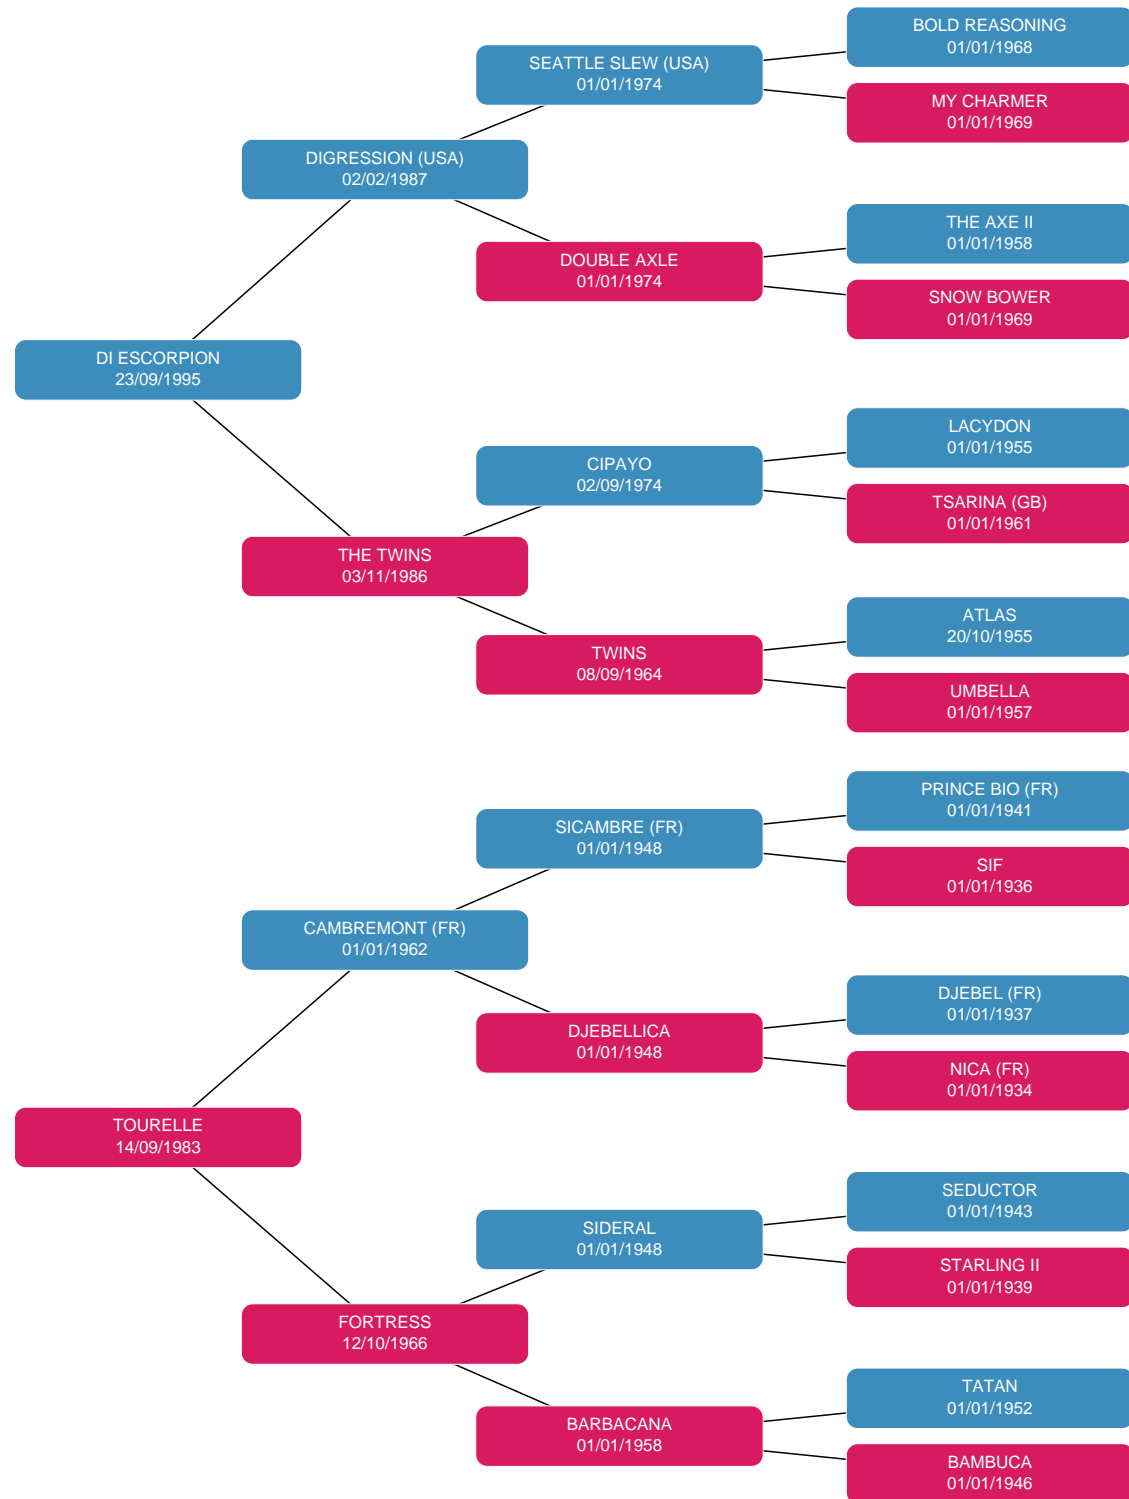 BOLD REASONING
01/01/1968
SEATTLE SLEW (USA)
01/01/1974
MY CHARMER
01/01/1969
DIGRESSION (USA)
02/02/1987
THE AXE II
01/01/1958
DOUBLE AXLE
01/01/1974
SNOW BOWER
01/01/1969
DI ESCORPION
23/09/1995
LACYDON
01/01/1955
CIPAYO
02/09/1974
TSARINA (GB)
01/01/1961
THE TWINS
03/11/1986
ATLAS
20/10/1955
TWINS
08/09/1964
UMBELLA
01/01/1957
PRINCE BIO (FR)
01/01/1941
SICAMBRE (FR)
01/01/1948
SIF
01/01/1936
CAMBREMONT (FR)
01/01/1962
DJEBEL (FR)
01/01/1937
DJEBELLICA
01/01/1948
NICA (FR)
01/01/1934
TOURELLE
14/09/1983
SEDUCTOR
01/01/1943
SIDERAL
01/01/1948
STARLING II
01/01/1939
FORTRESS
12/10/1966
TATAN
01/01/1952
BARBACANA
01/01/1958
BAMBUCA
01/01/1946